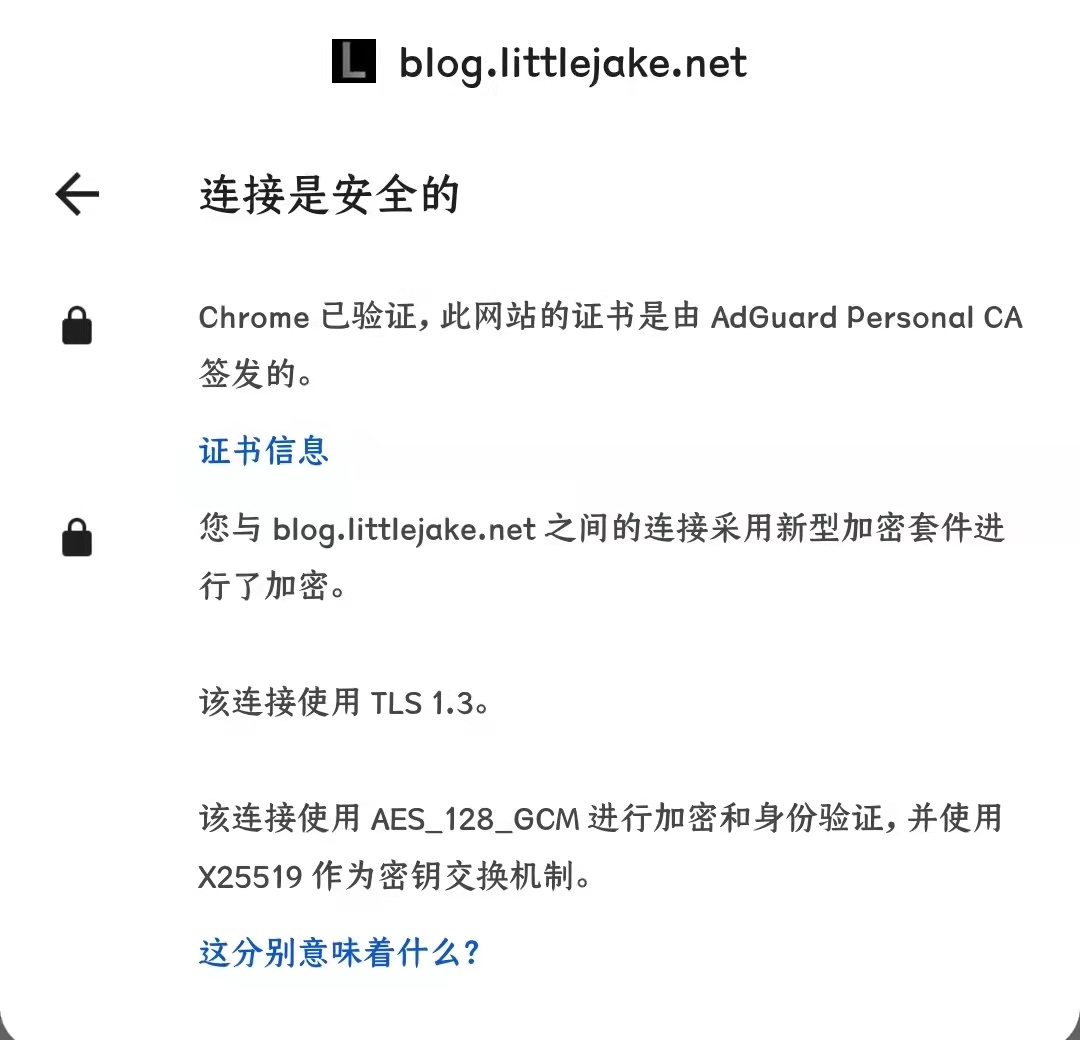 L blog.littlejake.net
连接是安全的
Chrome 已验证，此网站的证书是由 AdGuard Personal CA
签发的。
证书信息
您与 blog.littlejake.net 之间的连接采用新型加密套件进
行了加密。
该连接使用 TLS 1.3。
该连接使用 AES_128_GCM 进行加密和身份验证，并使用
X25519 作为密钥交换机制。
这分别意味着什么？